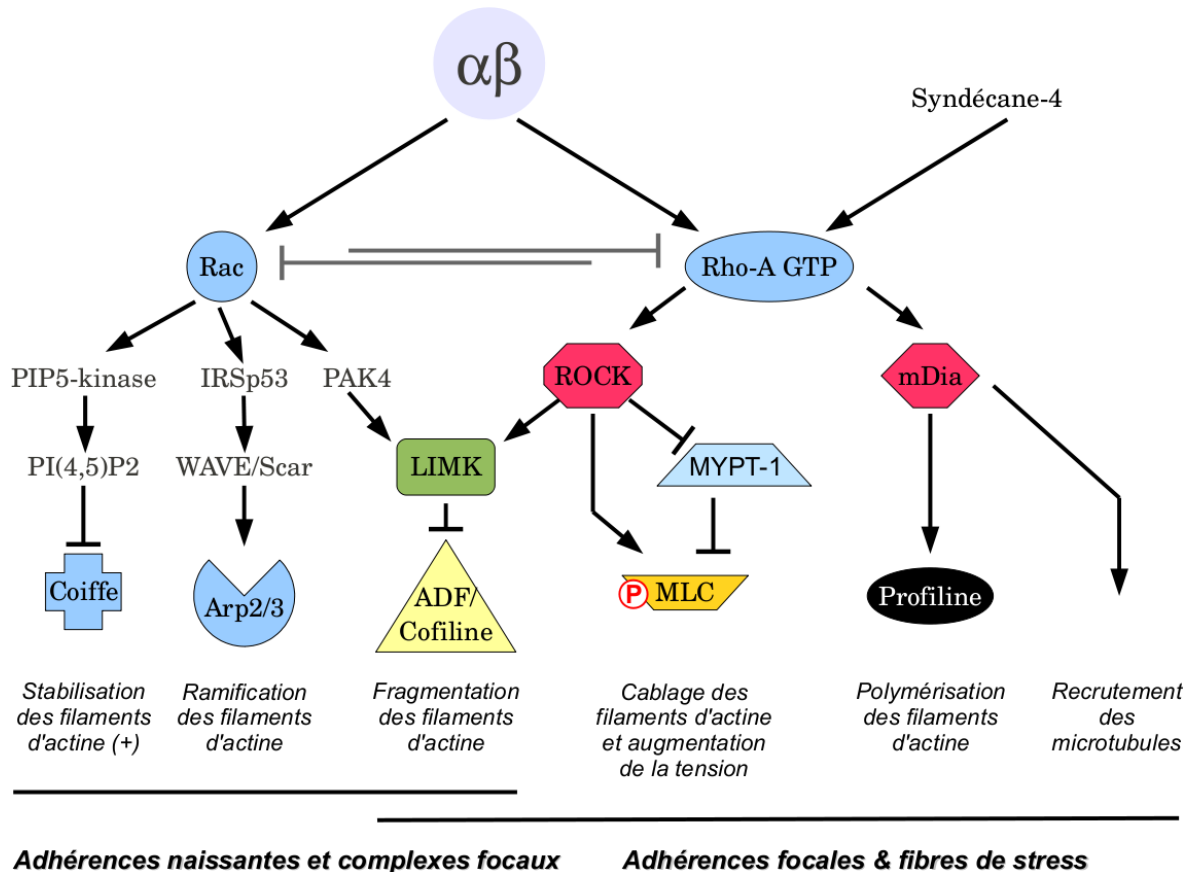 αβ
Syndécane-4
Rac
Rho-A GTP
PIP5-kinase
IRSp53
PAK4
ROCK
mDia
PI(4,5)P2
WAVE/Scar
LIMK
MYPT-1
Coiffe
Arp2/3
ADF/
Cofiline
P
MLC
Profiline
Stabilisation
des filaments
d'actine (+)
Ramification
des filaments
d'actine
Fragmentation
des filaments
d'actine
Cablage des
filaments d'actine
et augmentation
de la tension
Polymérisation
des filaments
d'actine
Recrutement
des
microtubules
Adhérences naissantes et complexes focaux
Adhérences focales & fibres de stress